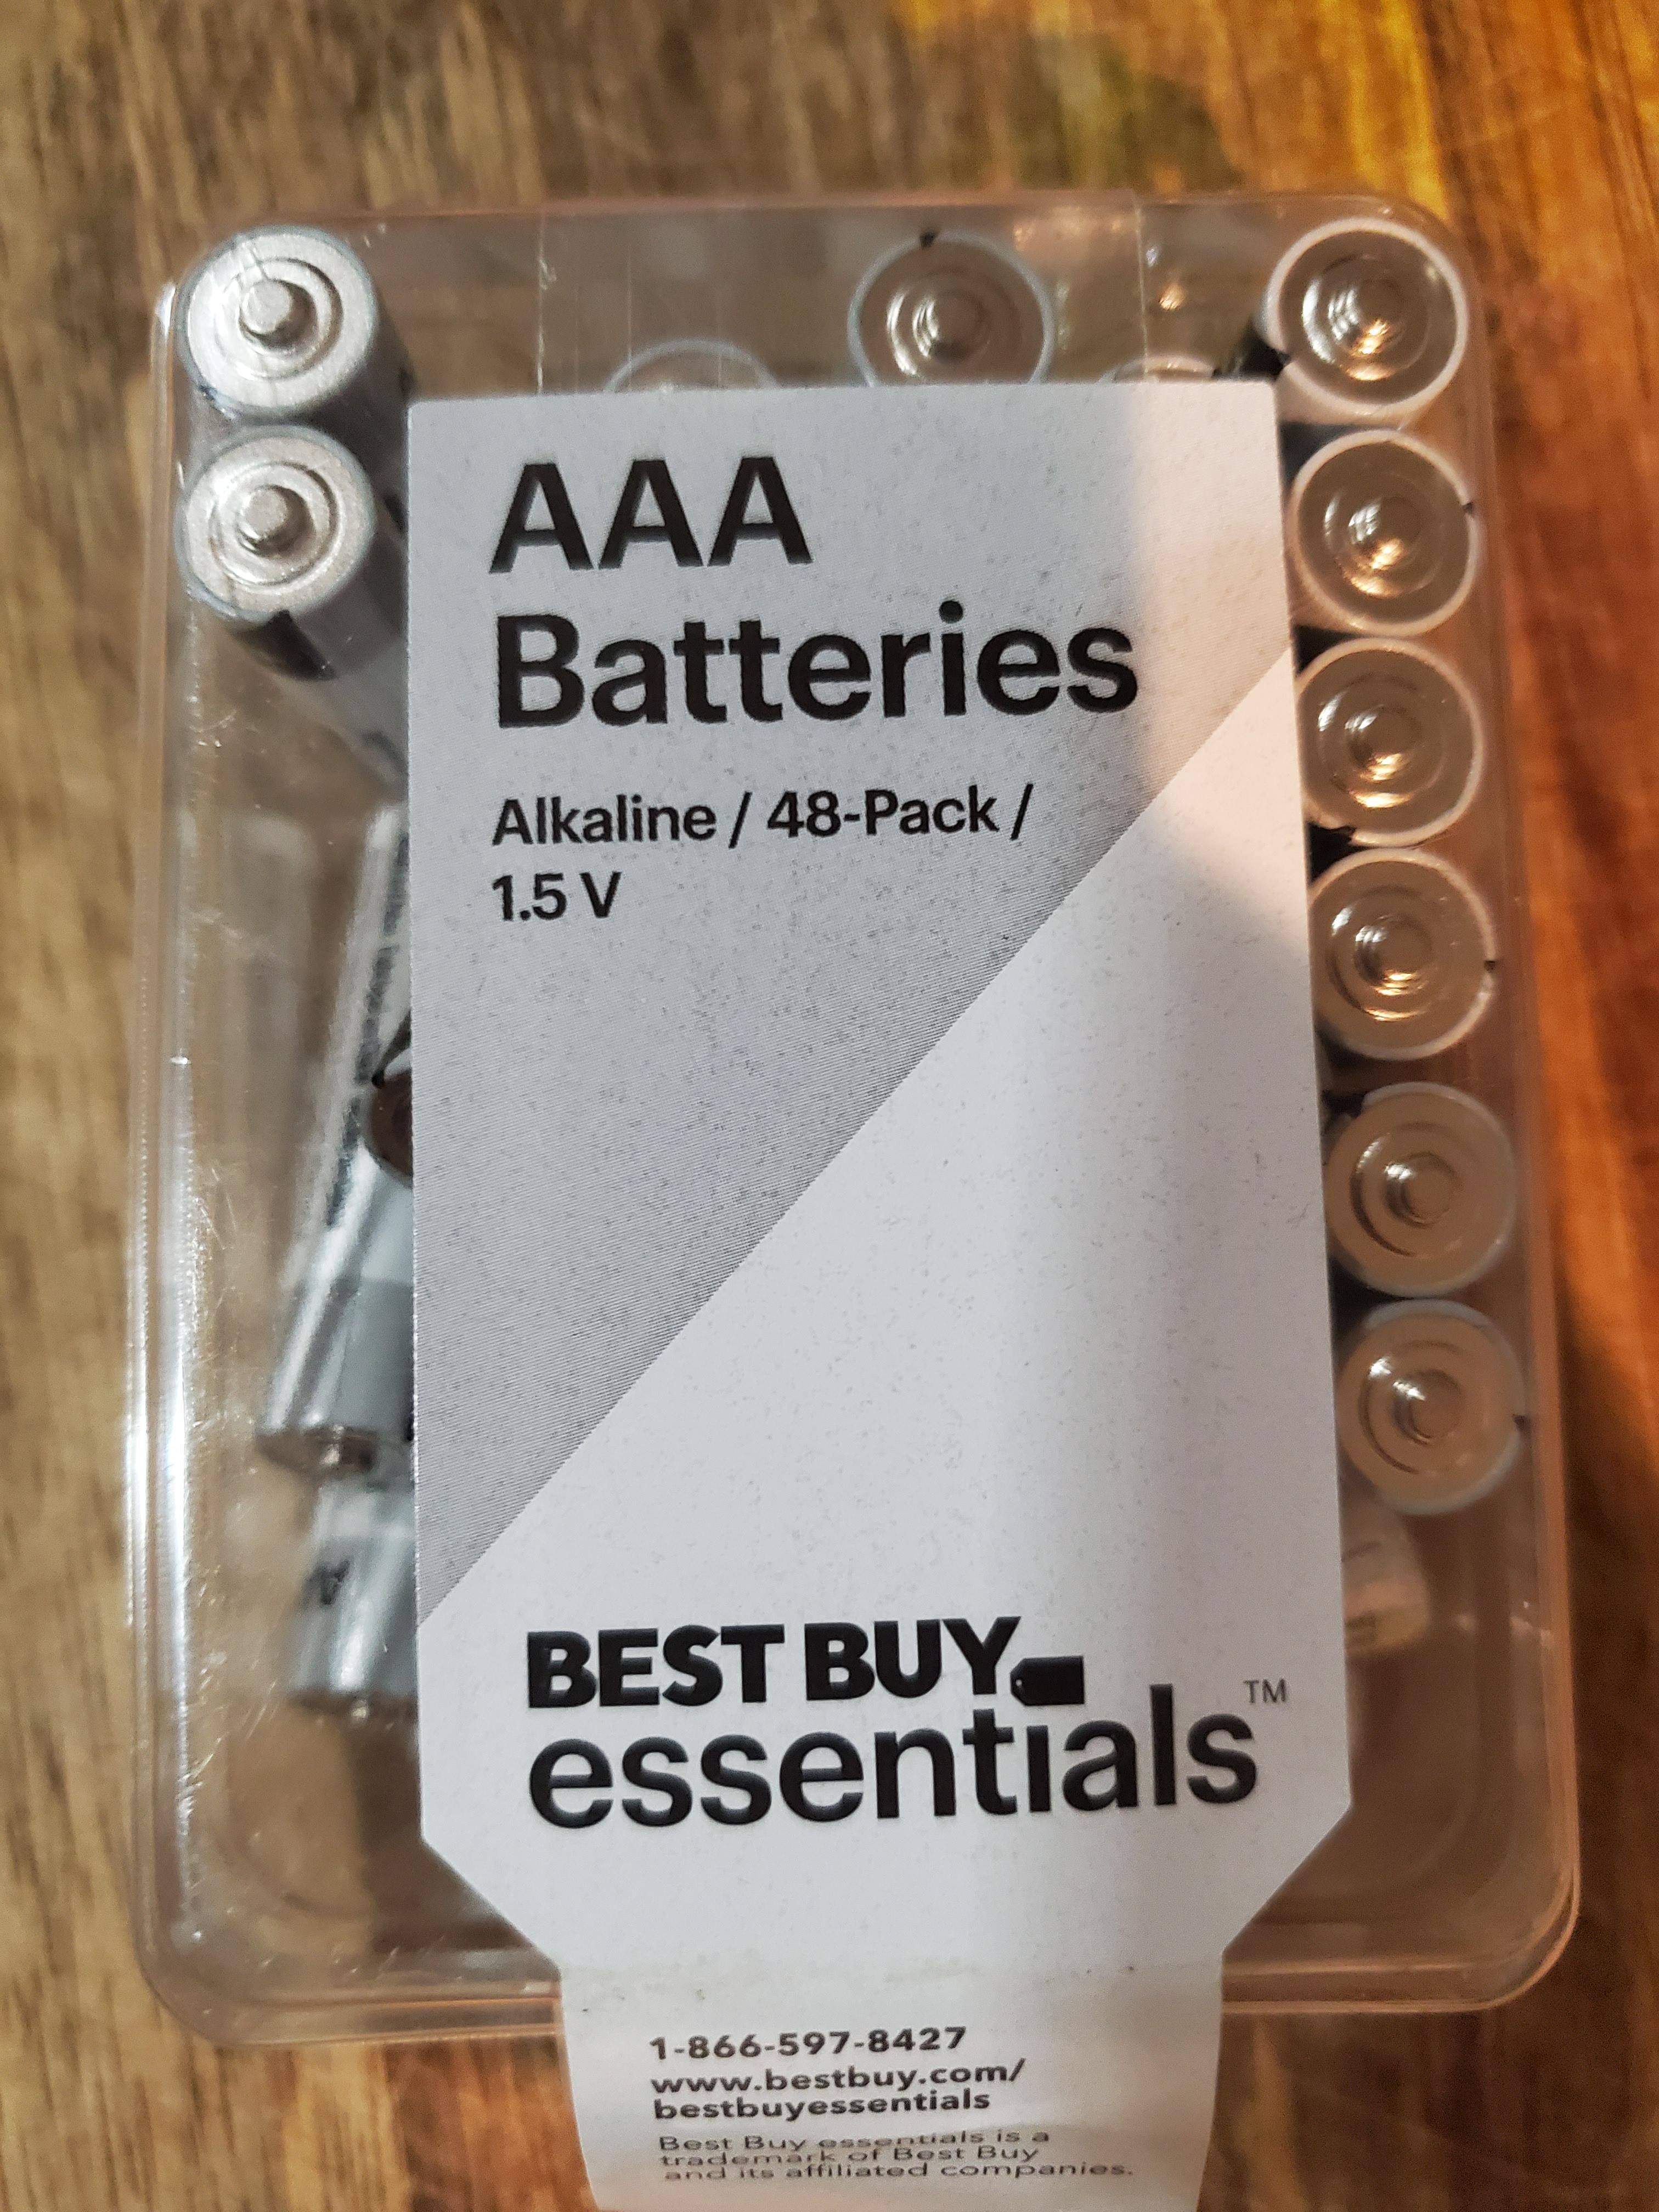 AAA
Batteries
Alkaline / 48-Pack /
1.5 V
BEST BUY
essentials™
1-866-597-8427
www.bestbuy.com/
bestbuyessentials
Best Buy essentials is a
trademark of Best Buy
and its affiliated companies.